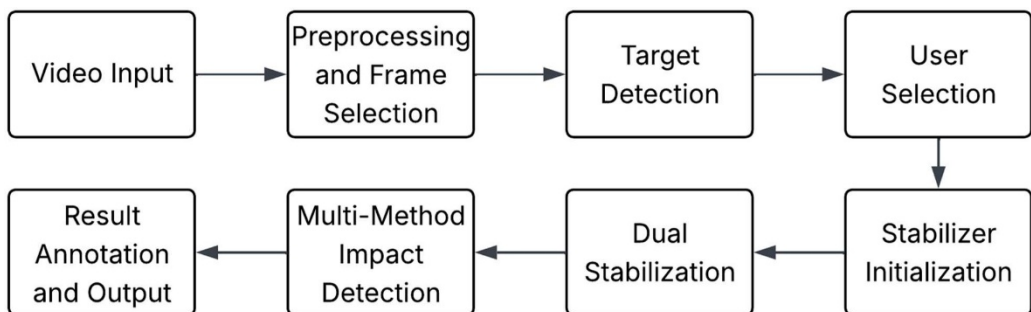 Video Input
Preprocessing
and Frame
Selection
Target
Detection
User
Selection
Stabilizer
Initialization
Dual
Stabilization
Multi-Method
Impact
Detection
Result
Annotation
and Output